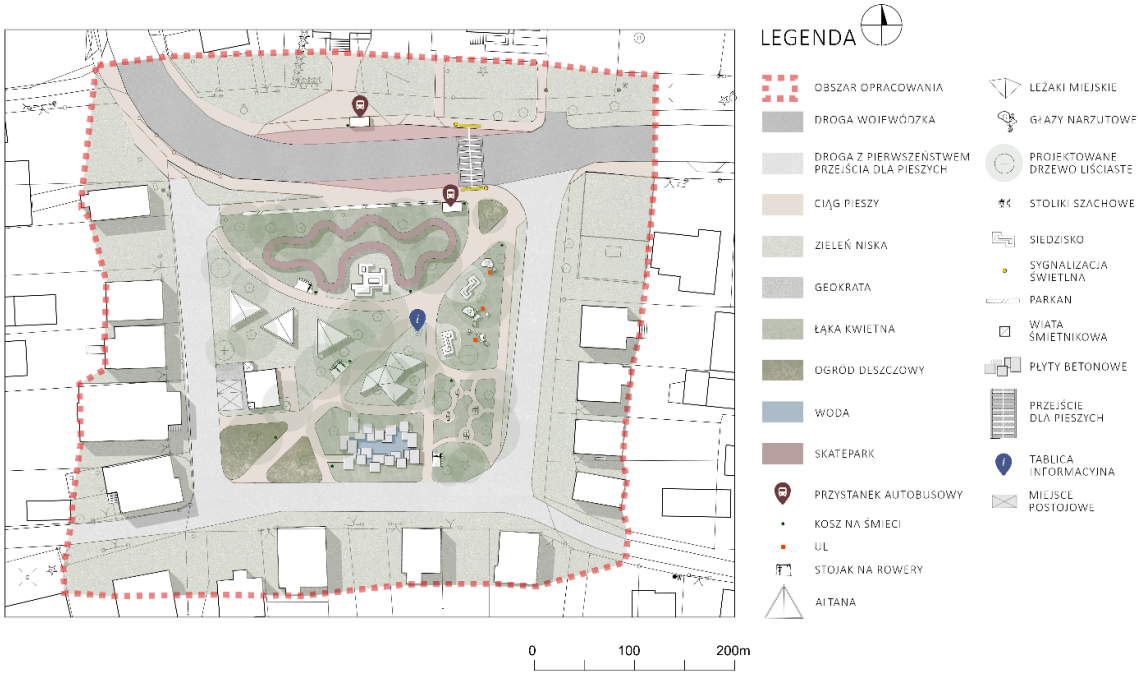 LEGENDA
OBSZAR OPRACOWANIA
DROGA WOJEWÓDZKA
DROGA Z PIERWSZEŃSTWEM
PRZEJŚCIA DLA PIESZYCH
CIĄG PIESZY
ZIELEŃ NISKA
GEOKRATA
ŁĄKA KWIETNA
OGRÓD DESZCZOWY
WODA
SKATEPARK
PRZYSTANEK AUTOBUSOWY
KOSZ NA ŚMIECI
UL
STOJAK NA ROWERY
ALTANA
LEŻAKI MIEJSKIE
GŁAZY NARZUTOWE
PROJEKTOWANE
DRZEWO LIŚCIASTE
STOLIKI SZACHOWE
SIEDZISKO
SYGNALIZACJA
ŚWIETLNA
PARKAN
WIATA
ŚMIETNIKOWA
PŁYTY BETONOWE
PRZEJŚCIE
DLA PIESZYCH
TABLICA
INFORMACYJNA
MIEJSCE
POSTOJOWE
i
i
0 100 200m